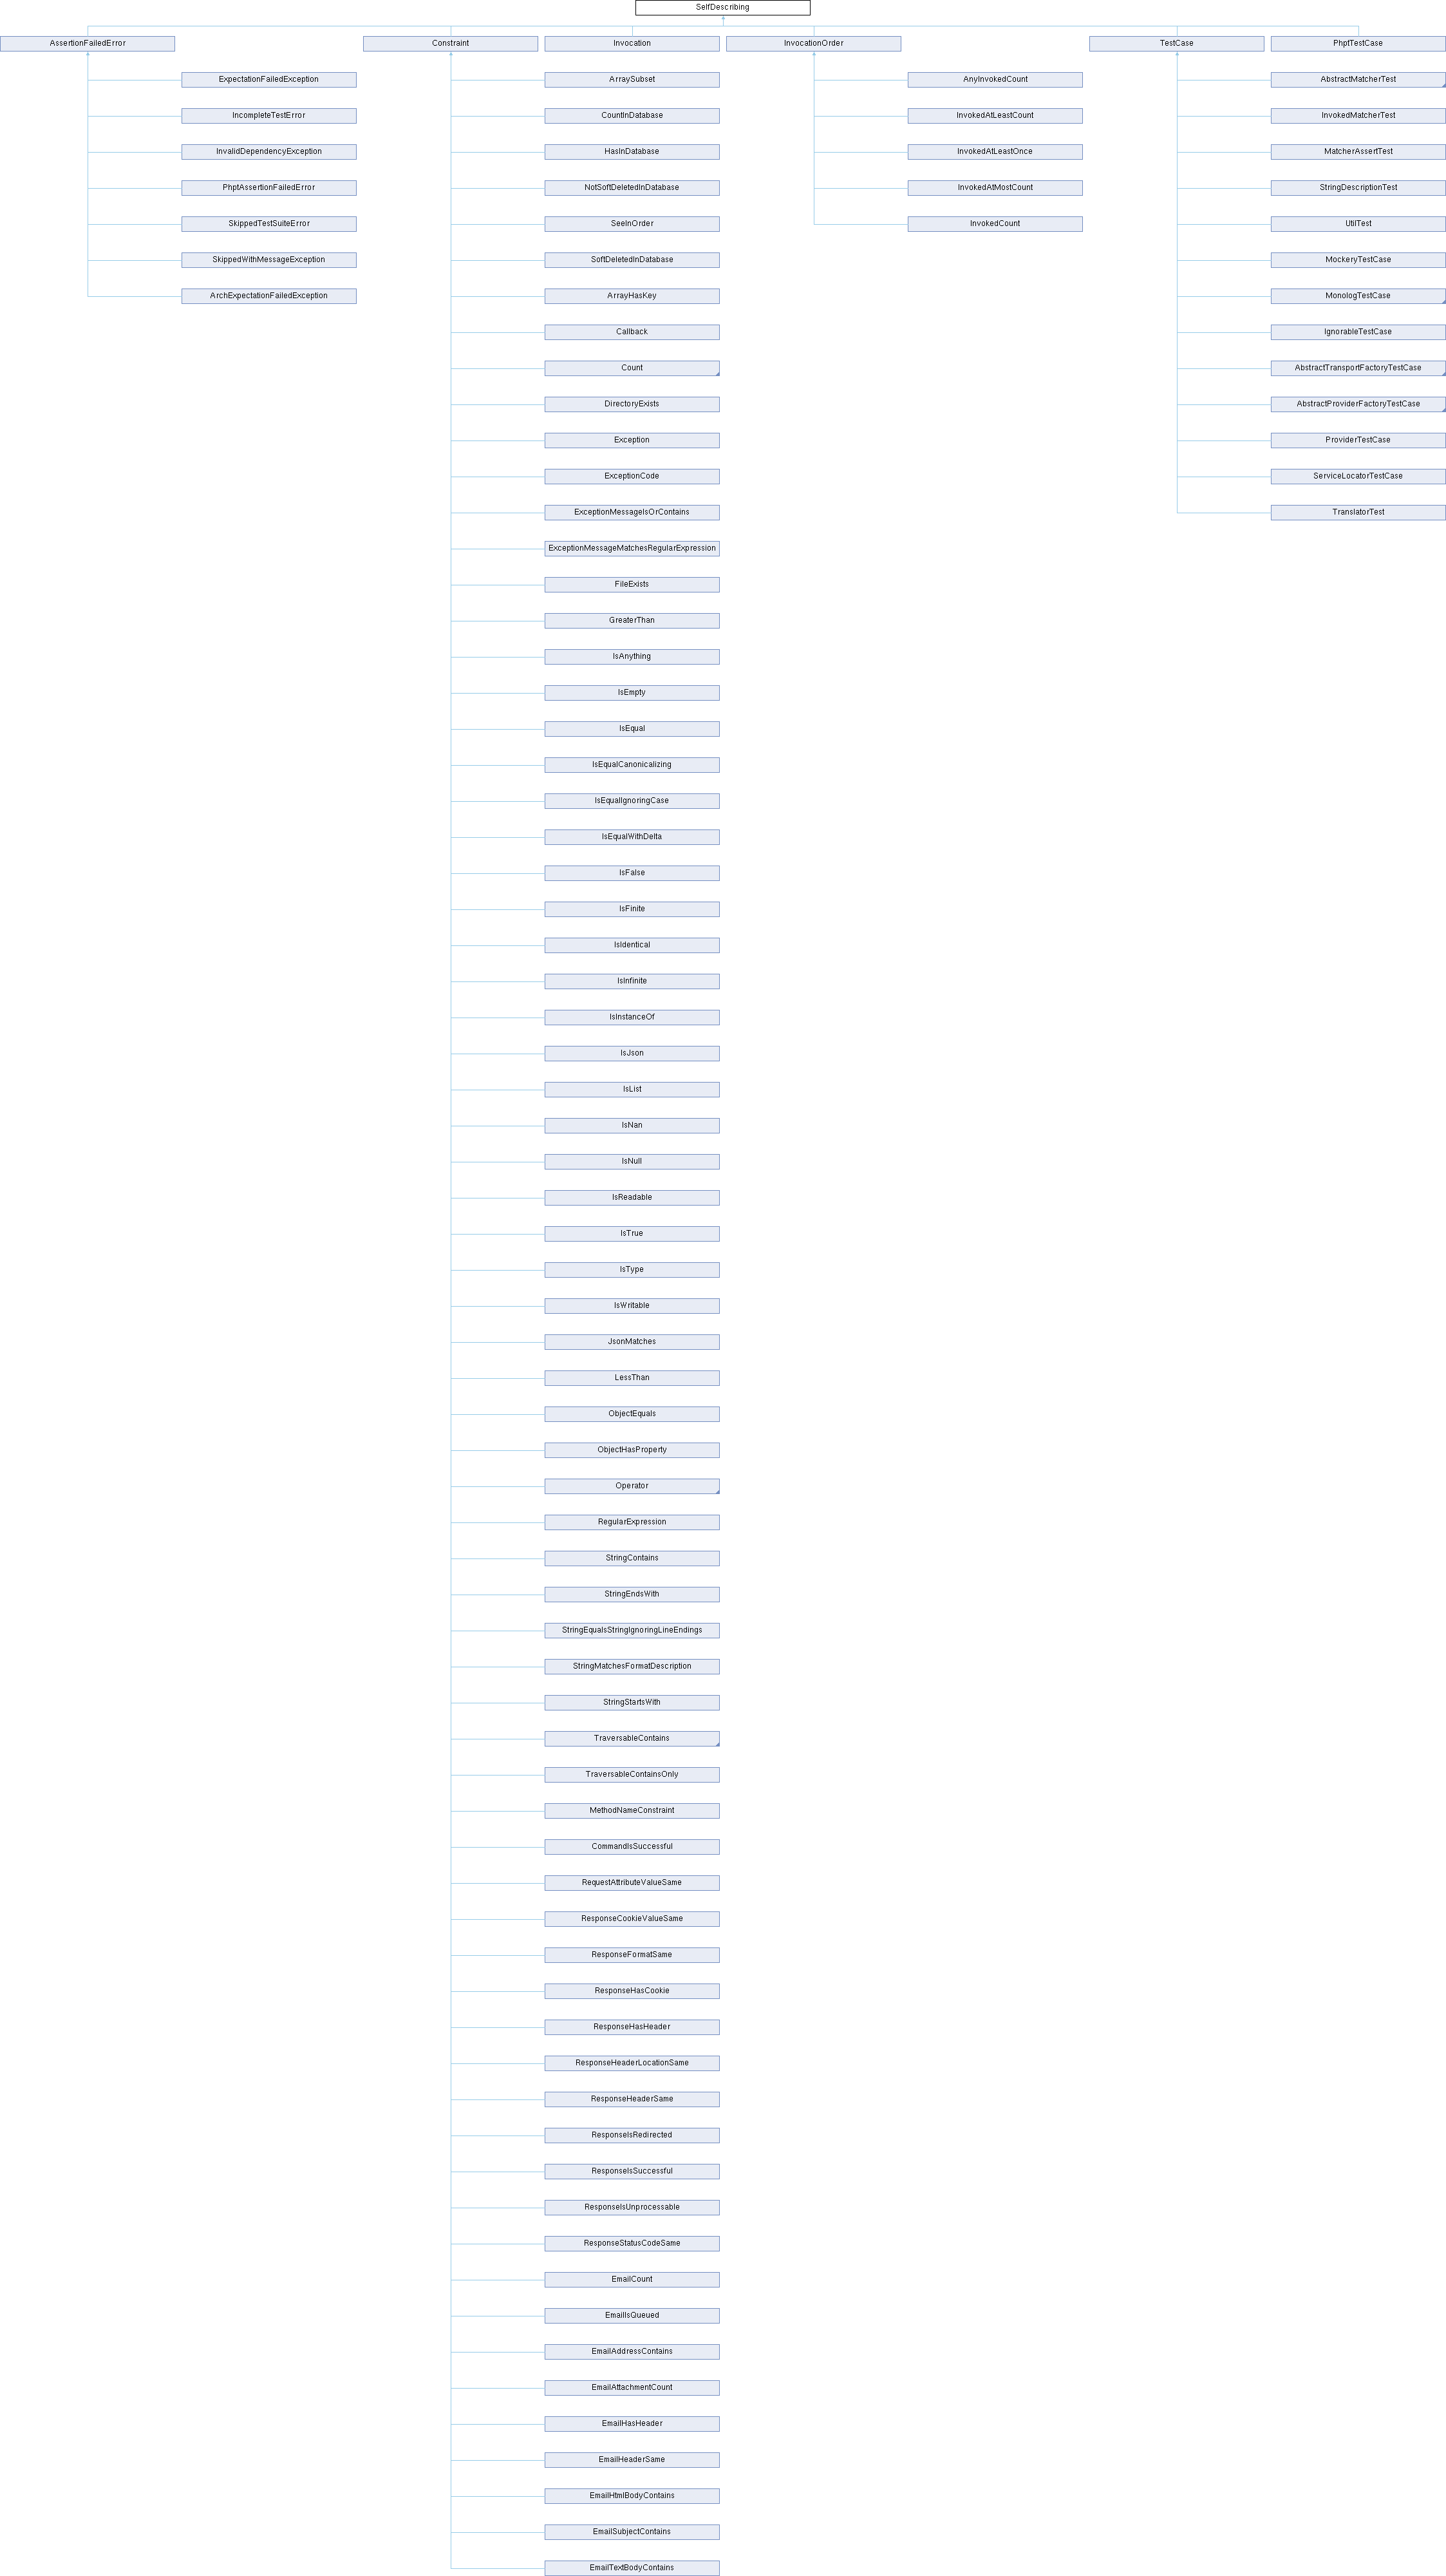 SelfDescribing
AssertionFailedError
Constraint
Invocation
InvocationOrder
TestCase
PhptTestCase
ExpectationFailedException
IncompleteTestError
InvalidDependencyException
PhptAssertionFailedError
SkippedTestSuiteError
SkippedWithMessageException
ArchExpectationFailedException
ArraySubset
CountInDatabase
HasInDatabase
NotSoftDeletedInDatabase
SeeInOrder
SoftDeletedInDatabase
ArrayHasKey
Callback
Count
DirectoryExists
Exception
ExceptionCode
ExceptionMessageIsOrContains
ExceptionMessageMatchesRegularExpression
FileExists
GreaterThan
IsAnything
IsEmpty
IsEqual
IsEqualCanonicalizing
IsEqualIgnoringCase
IsEqualWithDelta
IsFalse
IsFinite
IsIdentical
IsInfinite
IsInstanceOf
IsJson
IsList
IsNan
IsNull
IsReadable
IsTrue
IsType
IsWritable
JsonMatches
LessThan
ObjectEquals
ObjectHasProperty
Operator
RegularExpression
StringContains
StringEndsWith
StringEqualsStringIgnoringLineEndings
StringMatchesFormatDescription
StringStartsWith
TraversableContains
TraversableContainsOnly
MethodNameConstraint
CommandIsSuccessful
RequestAttributeValueSame
ResponseCookieValueSame
ResponseFormatSame
ResponseHasCookie
ResponseHasHeader
ResponseHeaderLocationSame
ResponseHeaderSame
ResponseIsRedirected
ResponseIsSuccessful
ResponseIsUnprocessable
ResponseStatusCodeSame
EmailCount
EmailIsQueued
EmailAddressContains
EmailAttachmentCount
EmailHasHeader
EmailHeaderSame
EmailHtmlBodyContains
EmailSubjectContains
EmailTextBodyContains
AnyInvokedCount
InvokedAtLeastCount
InvokedAtLeastOnce
InvokedAtMostCount
InvokedCount
AbstractMatcherTest
InvokedMatcherTest
MatcherAssertTest
StringDescriptionTest
UtilTest
MockeryTestCase
MonologTestCase
IgnorableTestCase
AbstractTransportFactoryTestCase
AbstractProviderFactoryTestCase
ProviderTestCase
ServiceLocatorTestCase
TranslatorTest